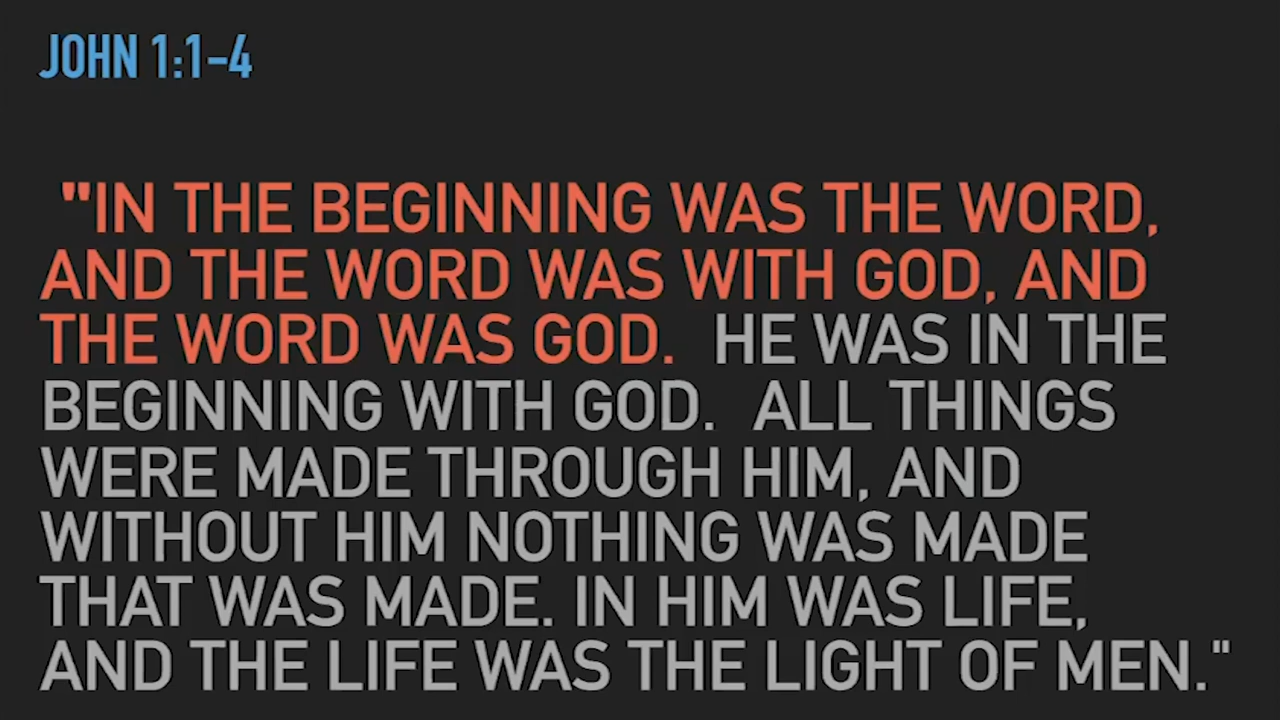 JOHN 1:1–4
"IN THE BEGINNING WAS THE WORD,
AND THE WORD WAS WITH GOD, AND
THE WORD WAS GOD. HE WAS IN THE
BEGINNING WITH GOD. ALL THINGS
WERE MADE THROUGH HIM, AND
WITHOUT HIM NOTHING WAS MADE
THAT WAS MADE. IN HIM WAS LIFE,
AND THE LIFE WAS THE LIGHT OF MEN."